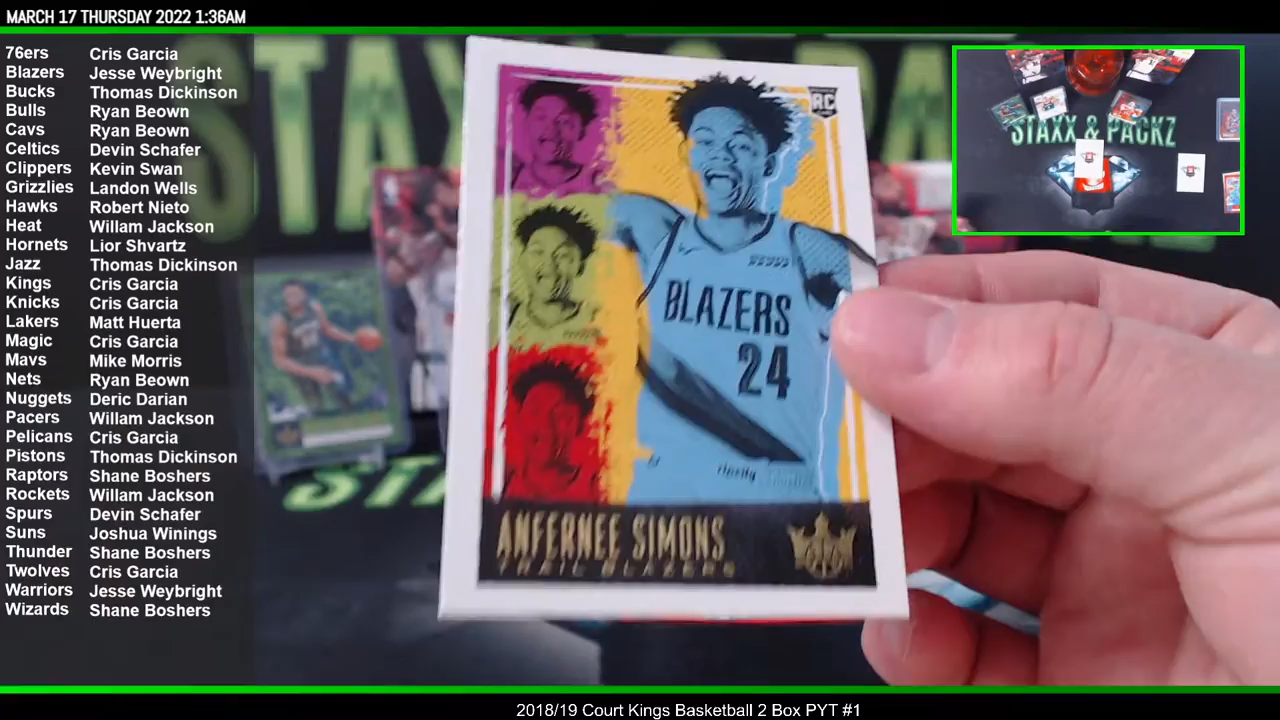 MARCH 17 THURSDAY 2022 1:36AM
76ers Cris Garcia
Blazers Jesse Weybright
Bucks Thomas Dickinson
Bulls Ryan Beown
Cavs Ryan Beown
Celtics Devin Schafer
Clippers Kevin Swan
Grizzlies Landon Wells
Hawks Robert Nieto
Heat Willam Jackson
Hornets Lior Shvartz
Jazz Thomas Dickinson
Kings Cris Garcia
Knicks Cris Garcia
Lakers Matt Huerta
Magic Cris Garcia
Mavs Mike Morris
Nets Ryan Beown
Nuggets Deric Darian
Pacers Willam Jackson
Pelicans Cris Garcia
Pistons Thomas Dickinson
Raptors Shane Boshers
Rockets Willam Jackson
Spurs Devin Schafer
Suns Joshua Winings
Thunder Shane Boshers
Twolves Cris Garcia
Warriors Jesse Weybright
Wizards Shane Boshers
RC
BLAZERS
24
ANFERNEE SIMONS
TRAIL BLAZERS
STAXX & PACKZ
2018/19 Court Kings Basketball 2 Box PYT #1